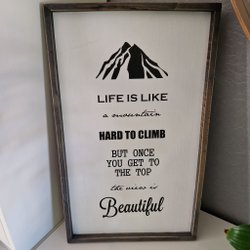 LIFE IS LIKE
a mountain
HARD TO CLIMB
BUT ONCE
YOU GET TO
THE TOP
the view is
Beautiful